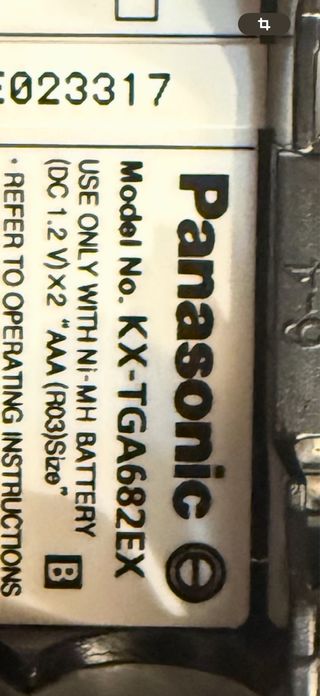 E023317
Panasonic
Model No. KX-TGA682EX
USE ONLY WITH Ni-MH BATTERY
(DC 1.2 V)×2 "AAA (R03)Size"
B
• REFER TO OPERATING INSTRUCTIONS